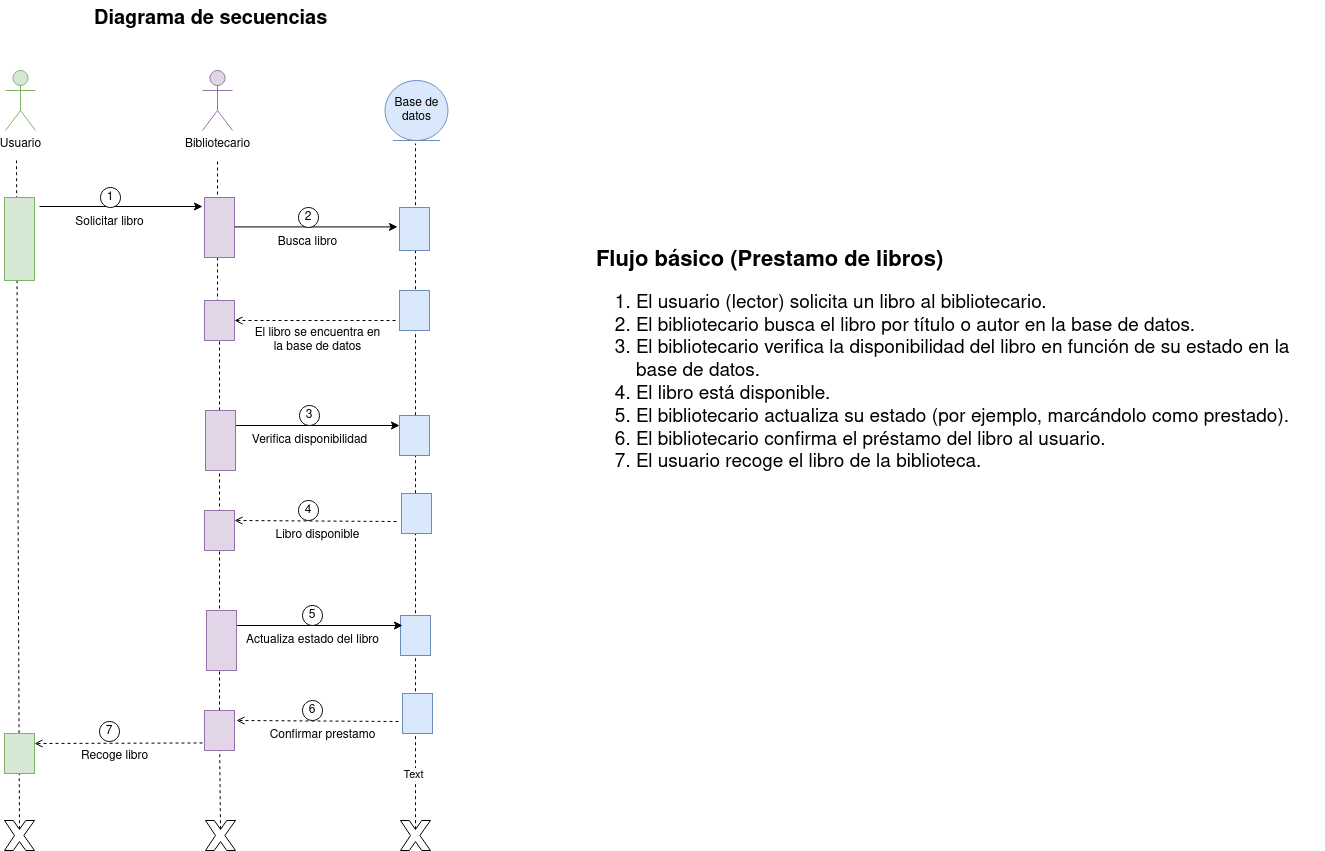 Diagrama de secuencias
Usuario
Bibliotecario
Base de
datos
1
Solicitar libro
2
Busca libro
El libro se encuentra en
la base de datos
3
Verifica disponibilidad
4
Libro disponible
5
Actualiza estado del libro
6
Confirmar prestamo
7
Recoge libro
Text
Flujo básico (Prestamo de libros)
1. El usuario (lector) solicita un libro al bibliotecario.
2. El bibliotecario busca el libro por título o autor en la base de datos.
3. El bibliotecario verifica la disponibilidad del libro en función de su estado en la
base de datos.
4. El libro está disponible.
5. El bibliotecario actualiza su estado (por ejemplo, marcándolo como prestado).
6. El bibliotecario confirma el préstamo del libro al usuario.
7. El usuario recoge el libro de la biblioteca.